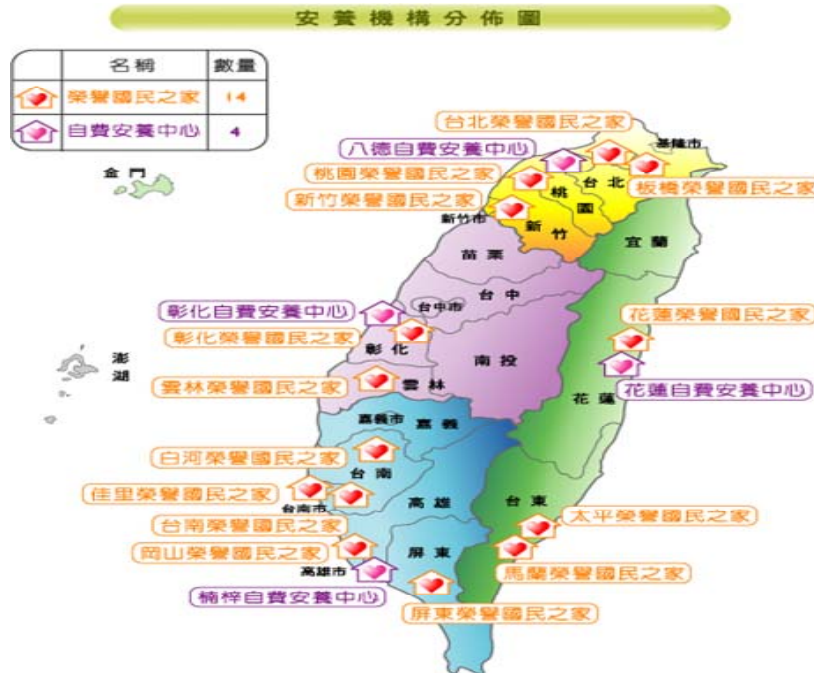 安養機構分佈圖
名稱 數量
榮譽國民之家 14
自費安養中心 4
金門
台北榮譽國民之家
基隆市
八德自費安養中心
桃園榮譽國民之家
台北
板橋榮譽國民之家
桃園
新竹榮譽國民之家
新竹市
新竹
宜蘭
苗栗
台中
台中市
彰化自費安養中心
花蓮榮譽國民之家
彰化榮譽國民之家
彰化
南投
澎湖
雲林榮譽國民之家
雲林
花蓮
花蓮自費安養中心
嘉義市
嘉義
白河榮譽國民之家
台南
佳里榮譽國民之家
台南市
高雄
台東
太平榮譽國民之家
台南榮譽國民之家
岡山榮譽國民之家
屏東
高雄市
馬蘭榮譽國民之家
楠梓自費安養中心
屏東榮譽國民之家